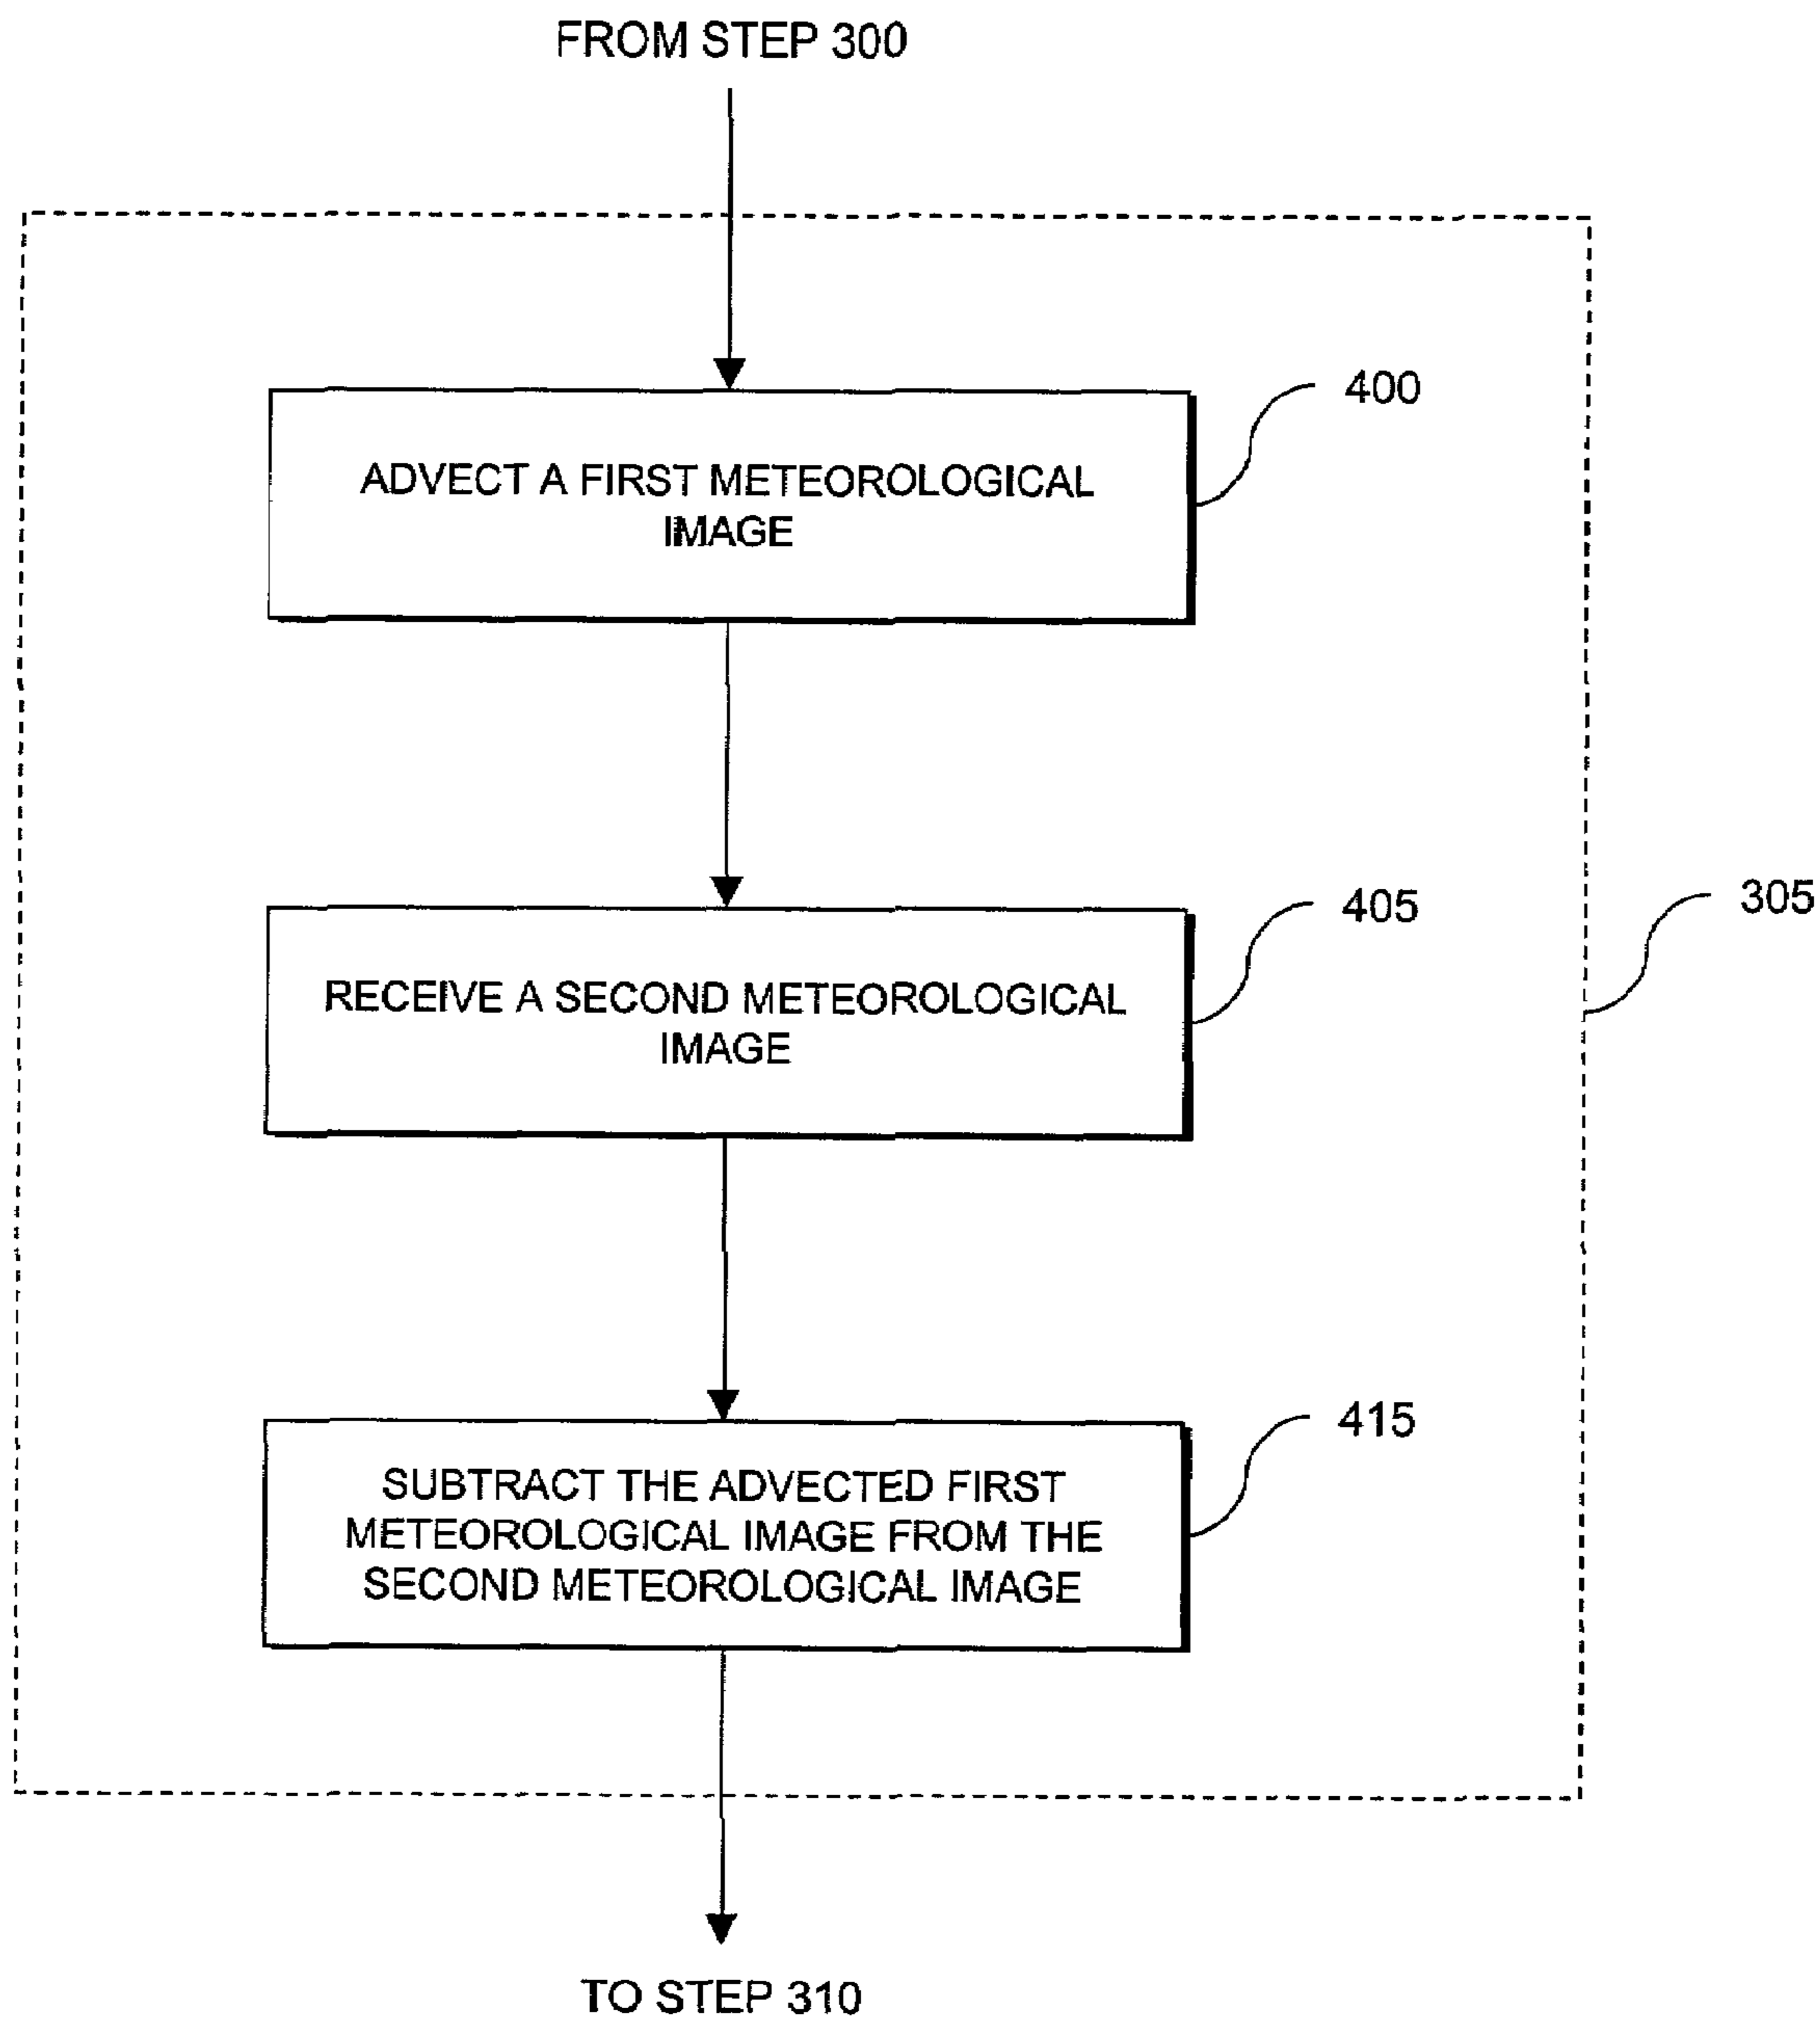 FROM STEP 300
400
ADVECT A FIRST METEOROLOGICAL
IMAGE
405
305
RECEIVE A SECOND METEOROLOGICAL
IMAGE
415
SUBTRACT THE ADVECTED FIRST
METEOROLOGICAL IMAGE FROM THE
SECOND METEOROLOGICAL IMAGE
TO STEP 310